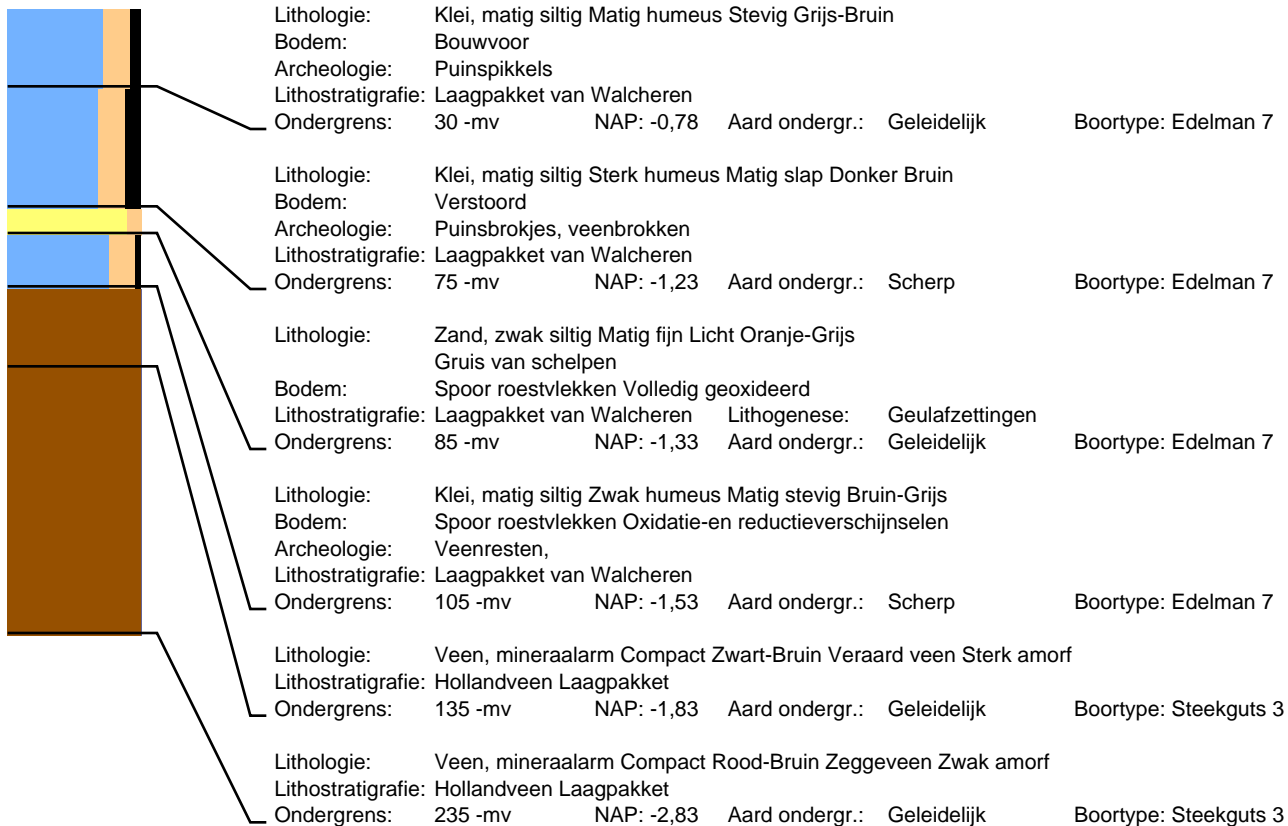 Lithologie: Klei, matig siltig Matig humeus Stevig Grijs-Bruin
Bodem: Bouwvoor
Archeologie: Puinspikkels
Lithostratigrafie: Laagpakket van Walcheren
Ondergrens: 30 -mv NAP: -0,78 Aard ondergr.: Geleidelijk Boortype: Edelman 7
Lithologie: Klei, matig siltig Sterk humeus Matig slap Donker Bruin
Bodem: Verstoord
Archeologie: Puinsbrokjes, veenbrokken
Lithostratigrafie: Laagpakket van Walcheren
Ondergrens: 75 -mv NAP: -1,23 Aard ondergr.: Scherp Boortype: Edelman 7
Lithologie: Zand, zwak siltig Matig fijn Licht Oranje-Grijs
Gruis van schelpen
Bodem: Spoor roestvlekken Volledig geoxideerd
Lithostratigrafie: Laagpakket van Walcheren Lithogenese: Geulafzettingen
Ondergrens: 85 -mv NAP: -1,33 Aard ondergr.: Geleidelijk Boortype: Edelman 7
Lithologie: Klei, matig siltig Zwak humeus Matig stevig Bruin-Grijs
Bodem: Spoor roestvlekken Oxidatie-en reductieverschijnselen
Archeologie: Veenresten,
Lithostratigrafie: Laagpakket van Walcheren
Ondergrens: 105 -mv NAP: -1,53 Aard ondergr.: Scherp Boortype: Edelman 7
Lithologie: Veen, mineraalarm Compact Zwart-Bruin Veraard veen Sterk amorf
Lithostratigrafie: Hollandveen Laagpakket
Ondergrens: 135 -mv NAP: -1,83 Aard ondergr.: Geleidelijk Boortype: Steekguts 3
Lithologie: Veen, mineraalarm Compact Rood-Bruin Zeggeveen Zwak amorf
Lithostratigrafie: Hollandveen Laagpakket
Ondergrens: 235 -mv NAP: -2,83 Aard ondergr.: Geleidelijk Boortype: Steekguts 3